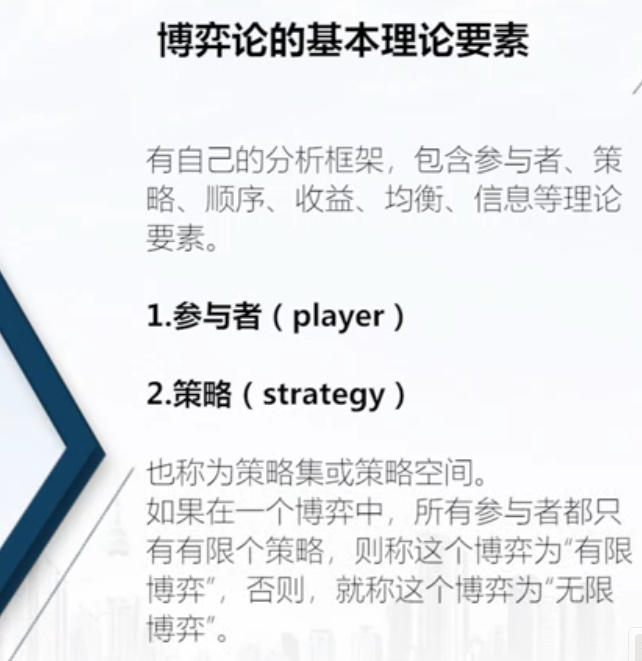 博弈论的基本理论要素
有自己的分析框架，包含参与者、策
略、顺序、收益、均衡、信息等理论
要素。
1.参与者（player）
2.策略（strategy）
也称为策略集或策略空间。
如果在一个博弈中，所有参与者都只
有有限个策略，则称这个博弈为“有限
博弈”，否则，就称这个博弈为“无限
博弈”。